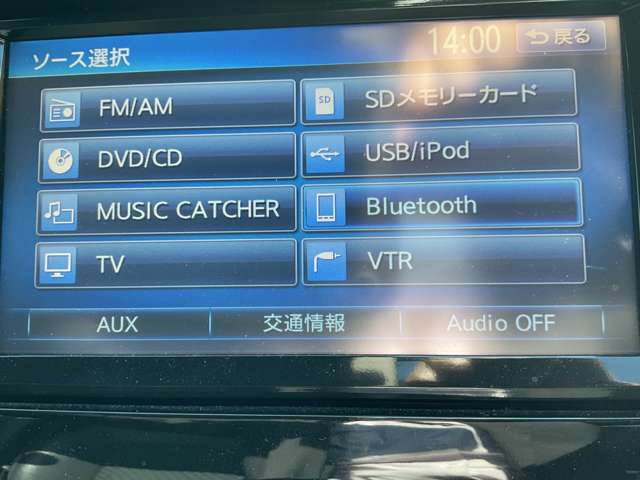 ソース選択
14:00
戻る
FM/AM
SD
SDメモリーカード
DVD/CD
USB/iPod
MUSIC CATCHER
Bluetooth
TV
VTR
AUX
交通情報
Audio OFF